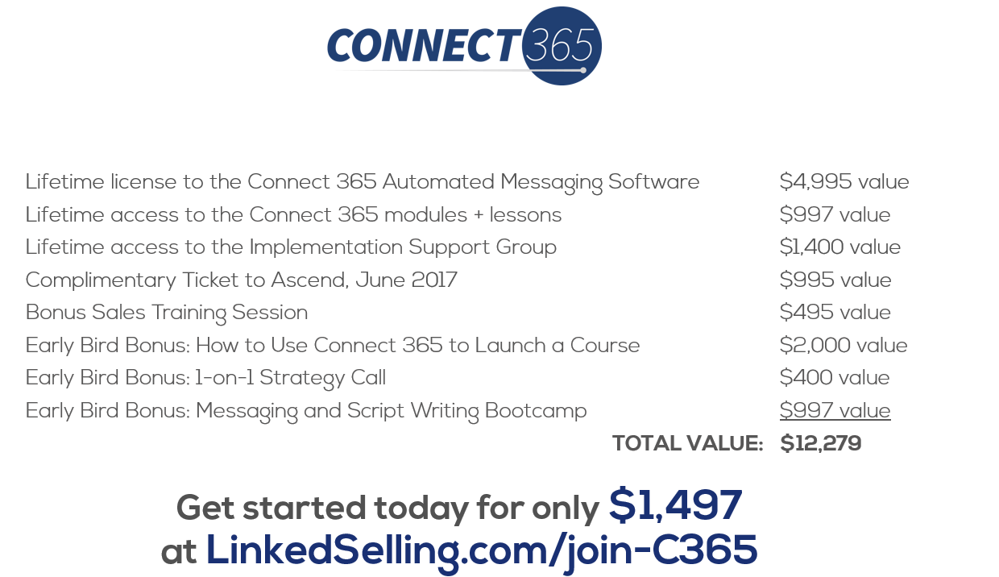 CONNECT 365
Lifetime license to the Connect 365 Automated Messaging Software $4,995 value
Lifetime access to the Connect 365 modules + lessons $997 value
Lifetime access to the Implementation Support Group $1,400 value
Complimentary Ticket to Ascend, June 2017 $995 value
Bonus Sales Training Session $495 value
Early Bird Bonus: How to Use Connect 365 to Launch a Course $2,000 value
Early Bird Bonus: 1-on-1 Strategy Call $400 value
Early Bird Bonus: Messaging and Script Writing Bootcamp $997 value
TOTAL VALUE: $12,279
Get started today for only $1,497
at LinkedSelling.com/join-C365